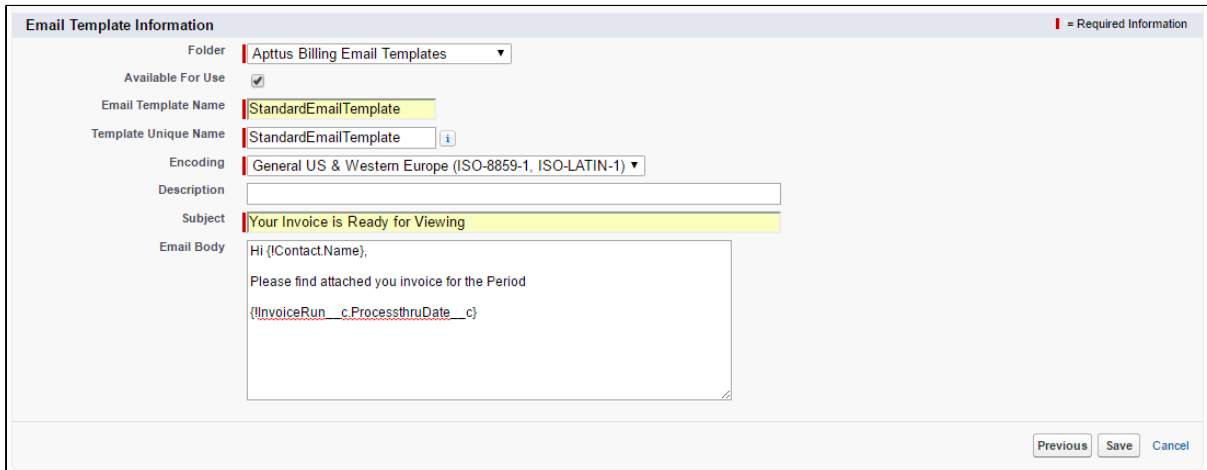 Email Template Information = Required Information
Folder Apttus Billing Email Templates
Available For Use
Email Template Name StandardEmailTemplate
Template Unique Name StandardEmailTemplate i
Encoding General US & Western Europe (ISO-8859-1, ISO-LATIN-1)
Description
Subject Your Invoice is Ready for Viewing
Email Body Hi {!Contact.Name},
Please find attached you invoice for the Period
{!InvoiceRun__c.ProcessthruDate__c}
Previous Save Cancel